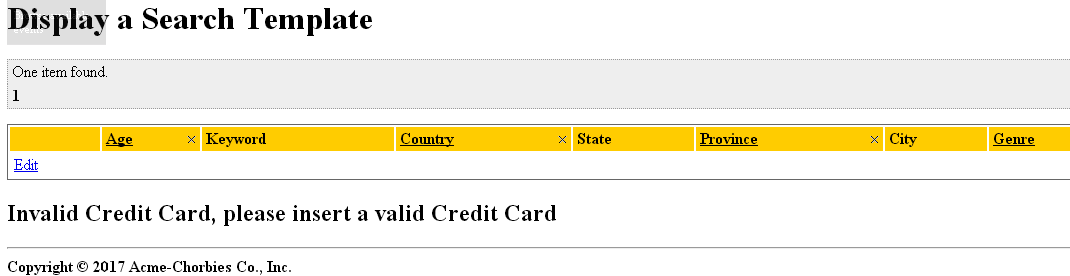 Display a Search Template
events
One item found.
1
Age Keyword Country State Province City Genre
Edit
Invalid Credit Card, please insert a valid Credit Card
Copyright © 2017 Acme-Chorbies Co., Inc.